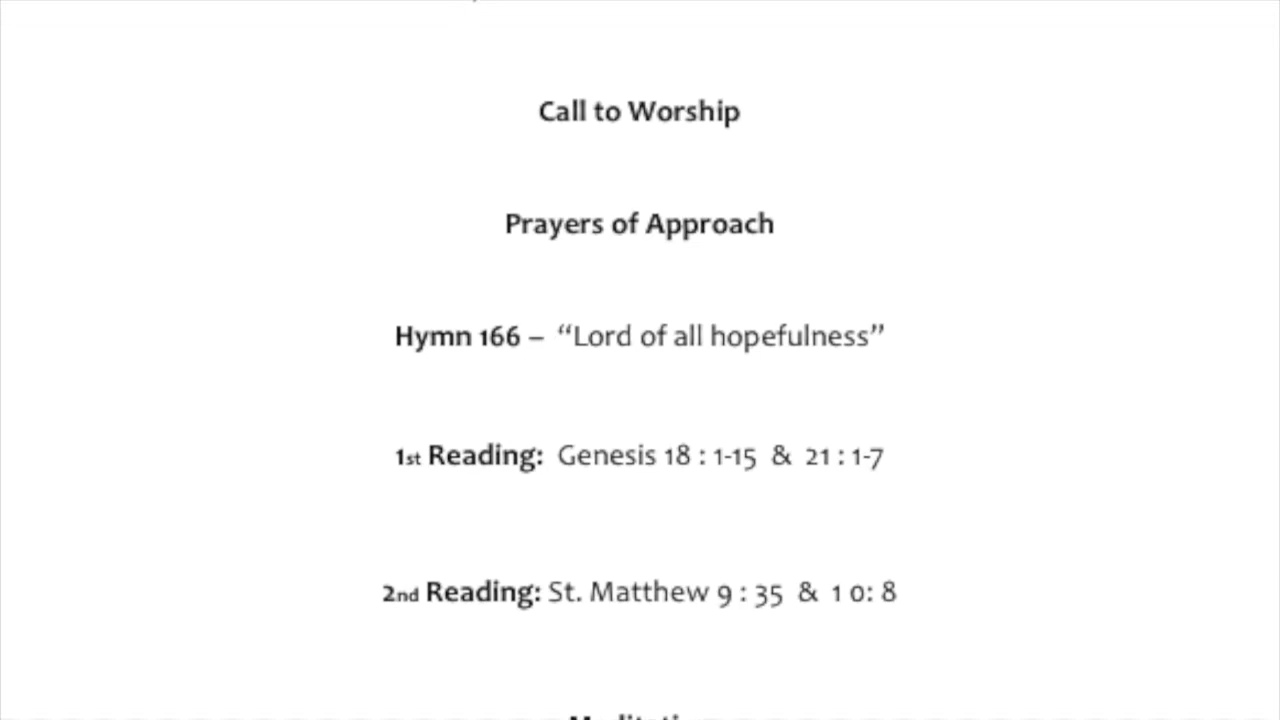 Call to Worship
Prayers of Approach
Hymn 166 – “Lord of all hopefulness”
1st Reading: Genesis 18 : 1-15 & 21 : 1-7
2nd Reading: St. Matthew 9 : 35 & 1 0: 8